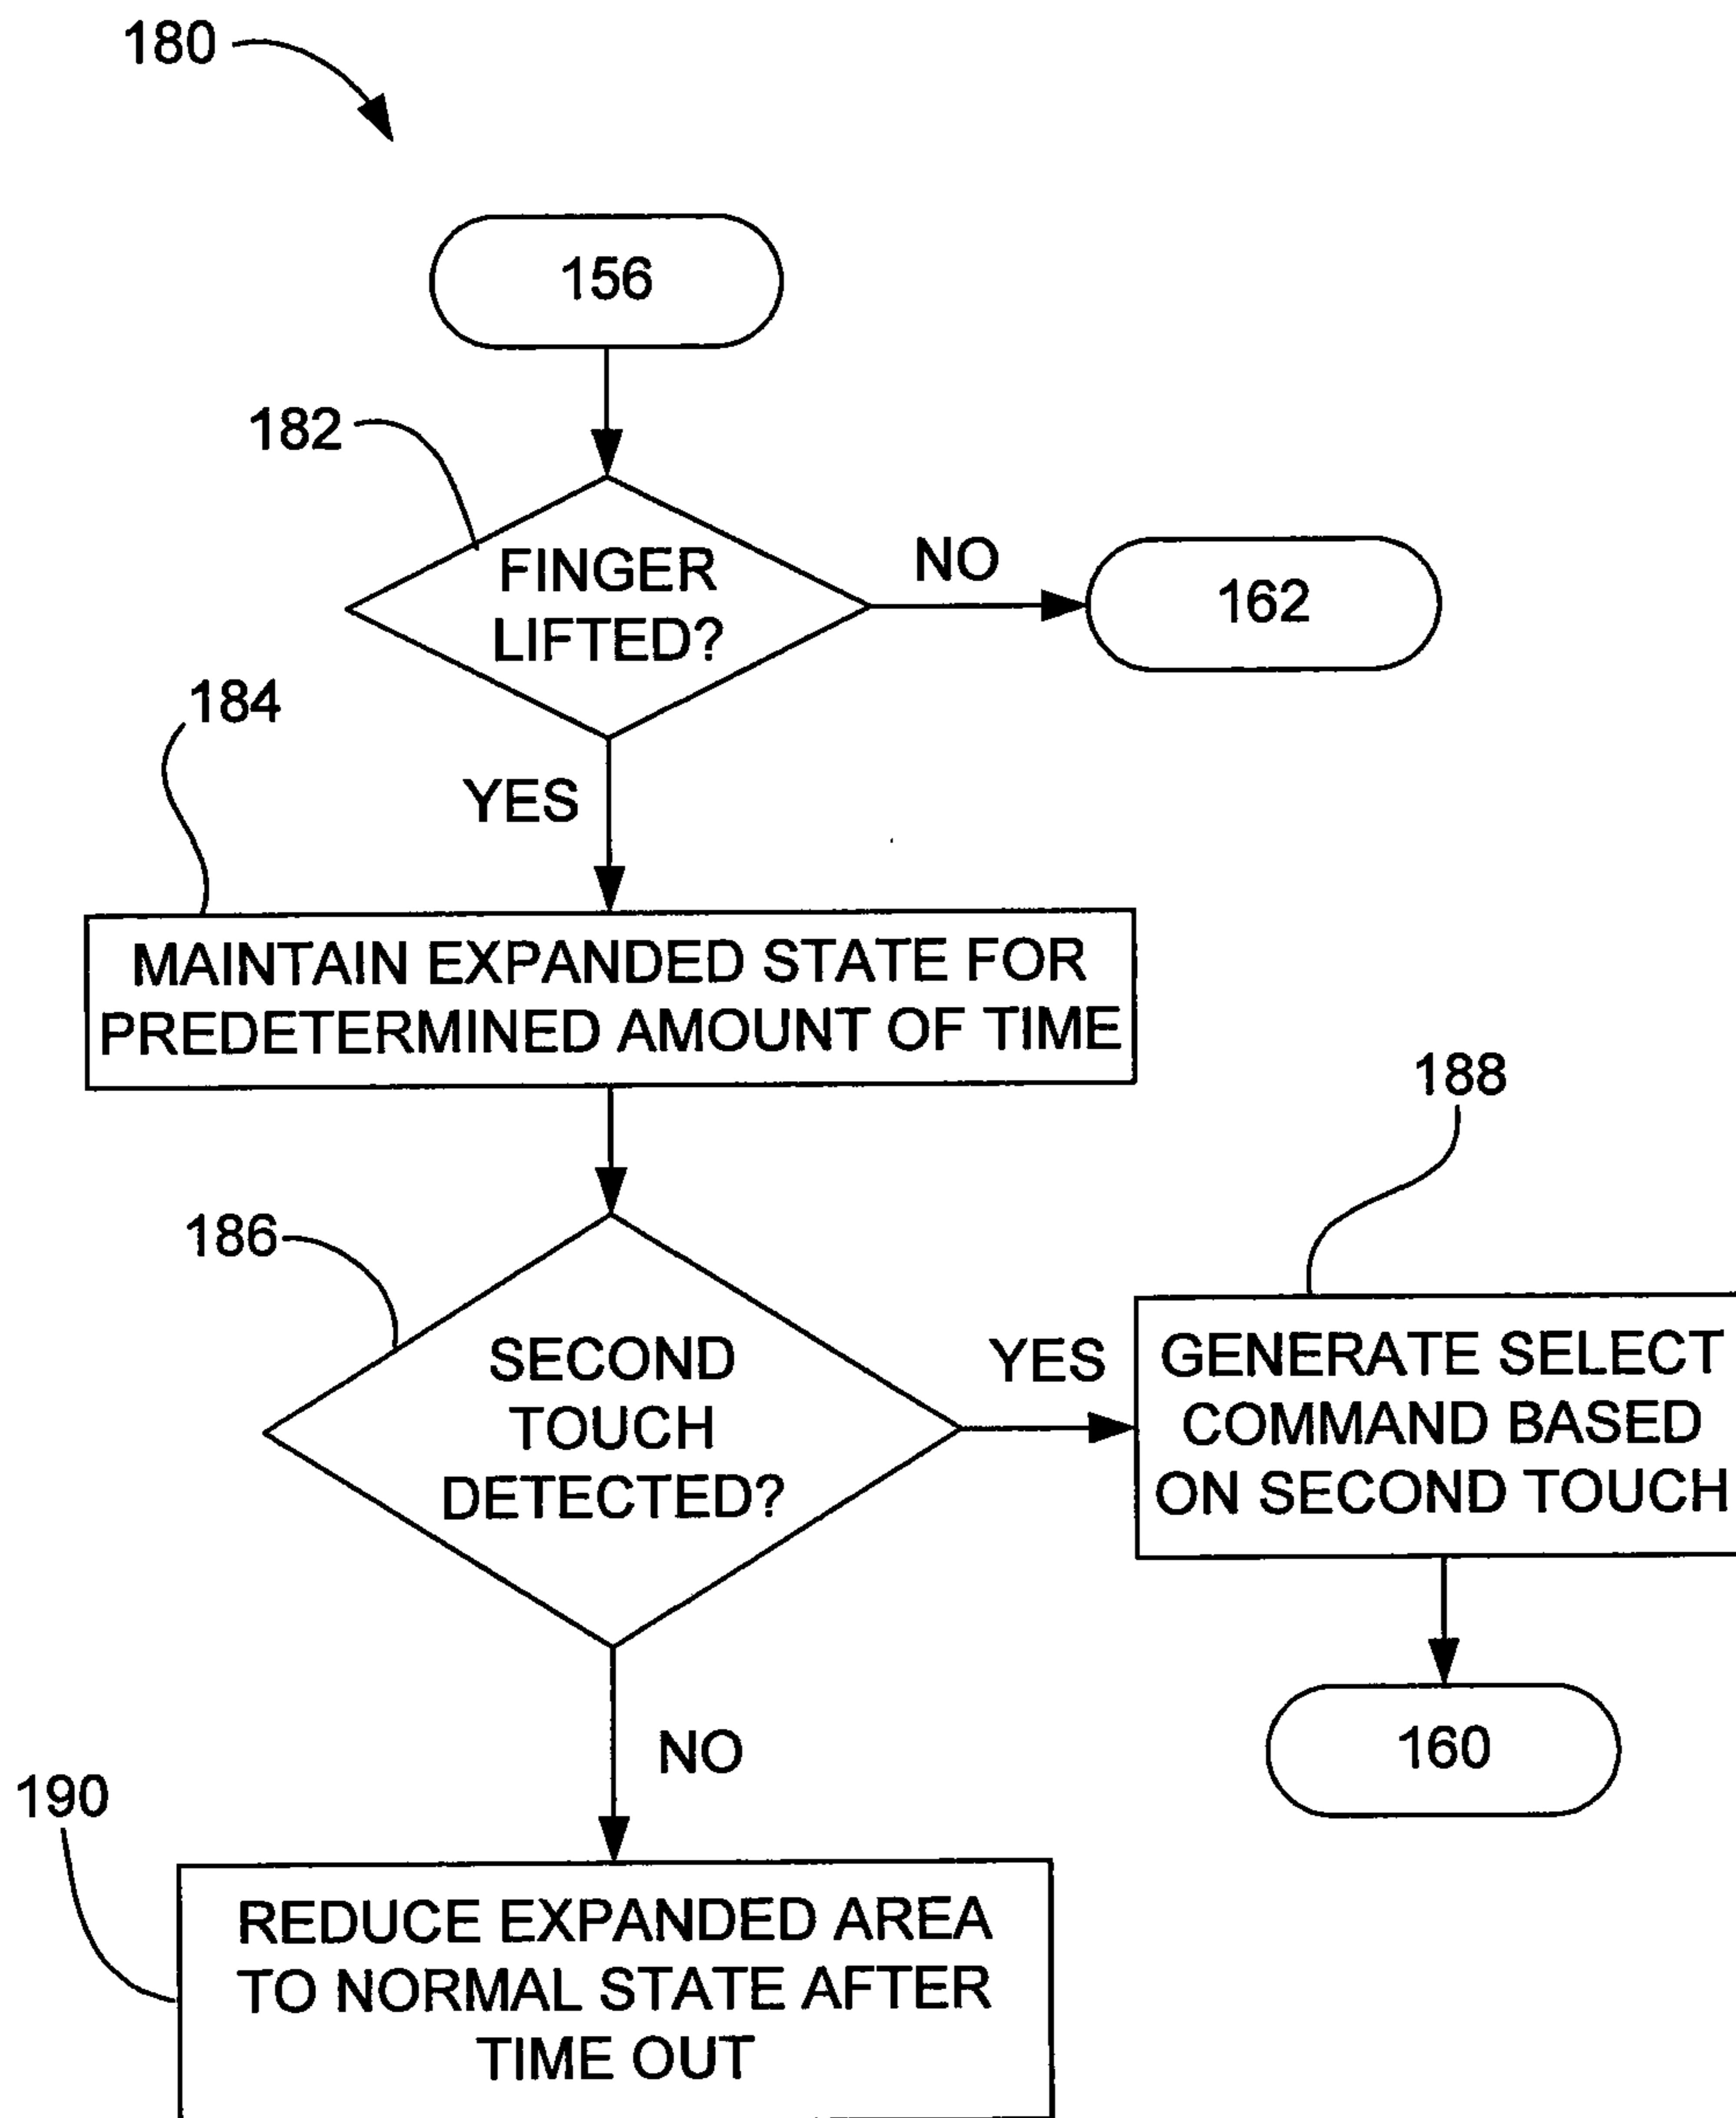 180
156
182
FINGER
LIFTED?
NO
162
184
YES
MAINTAIN EXPANDED STATE FOR
PREDETERMINED AMOUNT OF TIME
188
186
SECOND
TOUCH
DETECTED?
YES
GENERATE SELECT
COMMAND BASED
ON SECOND TOUCH
NO
160
190
REDUCE EXPANDED AREA
TO NORMAL STATE AFTER
TIME OUT